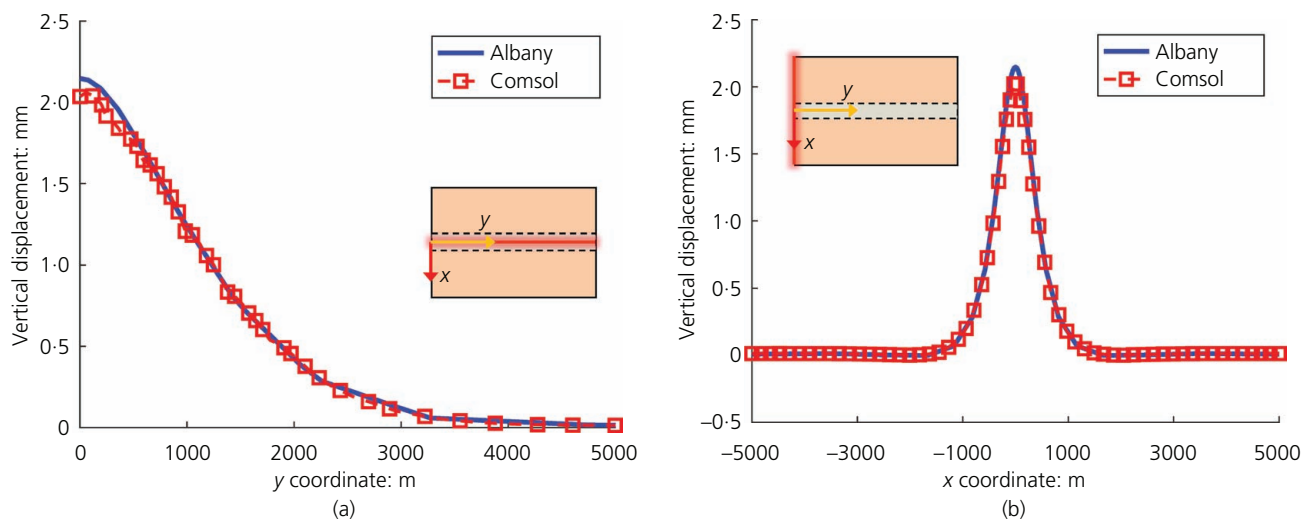 2·5
2·0
1·5
1·0
0·5
0
Vertical displacement: mm
Albany
Comsol
y
x
0 1000 2000 3000 4000 5000
y coordinate: m
(a)
2·5
2·0
1·5
1·0
0·5
0
–0·5
Vertical displacement: mm
Albany
Comsol
y
x
–5000 –3000 –1000 1000 3000 5000
x coordinate: m
(b)